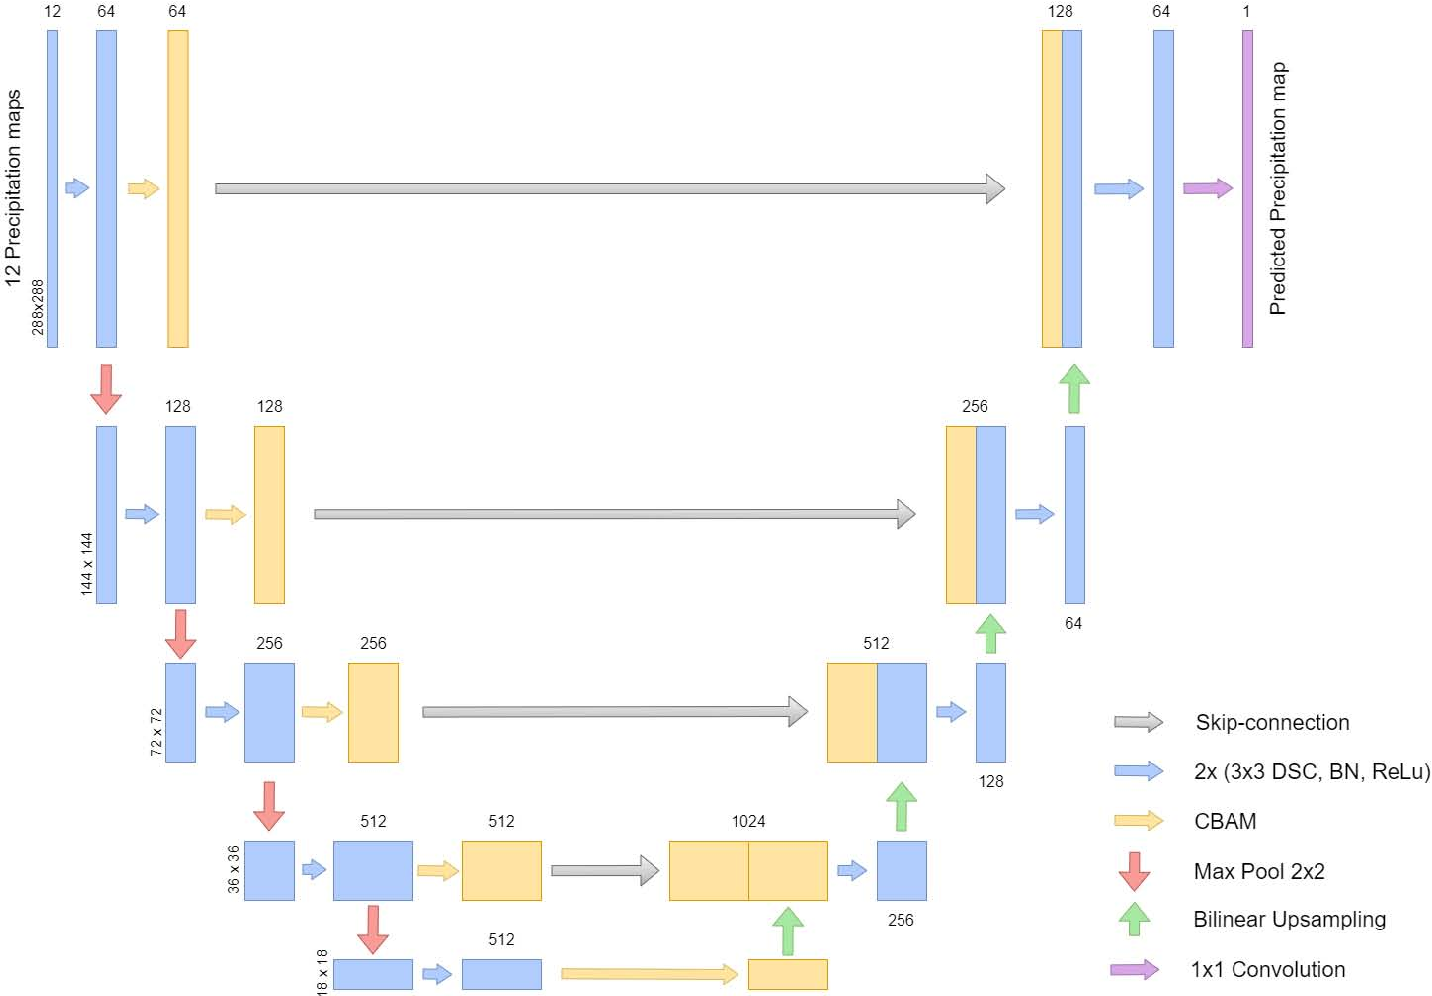 12 64 64 128 64 1
12 Precipitation maps
288x288
Predicted Precipitation map
128 128 256
144 x 144
64
256 256 512
72 x 72
128
Skip-connection
2x (3x3 DSC, BN, ReLu)
CBAM
Max Pool 2x2
Bilinear Upsampling
1x1 Convolution
512 512 1024
36 x 36
256
512
18 x 18